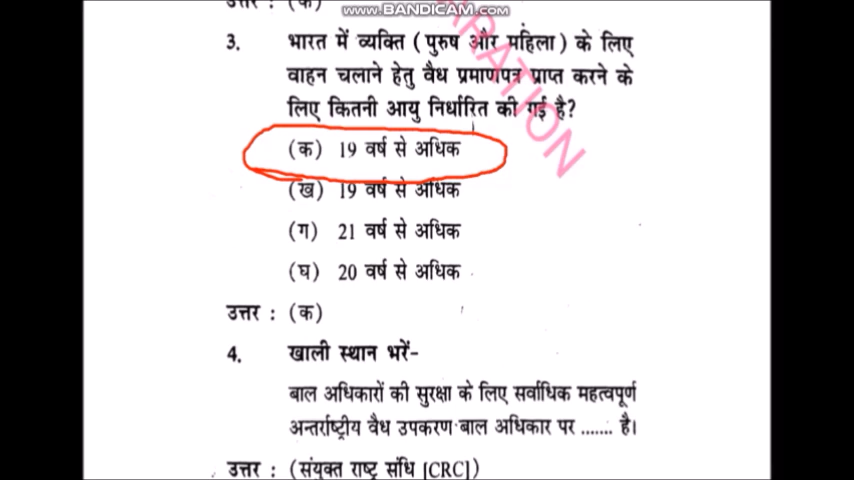 उत्तर : (क)
WWW.BANDICAM.COM
3. भारत में व्यक्ति (पुरुष और महिला) के लिए
वाहन चलाने हेतु वैध प्रमाणपत्र प्राप्त करने के
लिए कितनी आयु निर्धारित की गई है?
(क) 19 वर्ष से अधिक
(ख) 19 वर्ष से अधिक
(ग) 21 वर्ष से अधिक
(घ) 20 वर्ष से अधिक
उत्तर : (क)
4. खाली स्थान भरें-
बाल अधिकारों की सुरक्षा के लिए सर्वाधिक महत्वपूर्ण
अन्तर्राष्ट्रीय वैध उपकरण बाल अधिकार पर ....... है।
उत्तर : (संयुक्त राष्ट्र संधि [CRC])